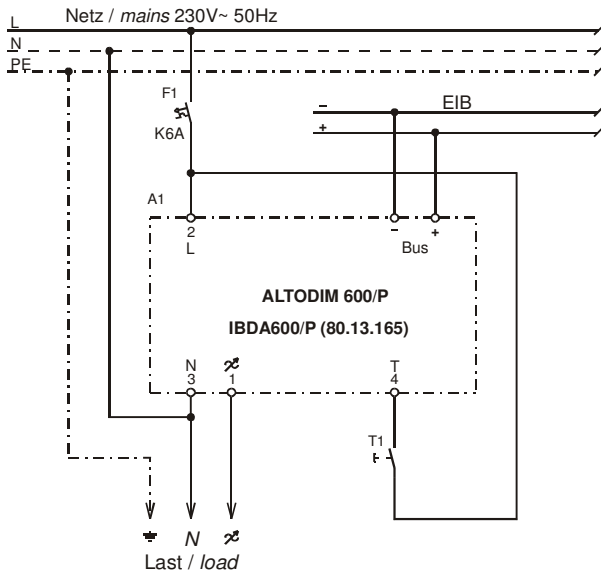 L Netz / mains 230V~ 50Hz
N
PE
F1
K6A
– EIB
+
A1
2 – +
L Bus
ALTODIM 600/P
IBDA600/P (80.13.165)
N T
3 1 4
T1
N
Last / load